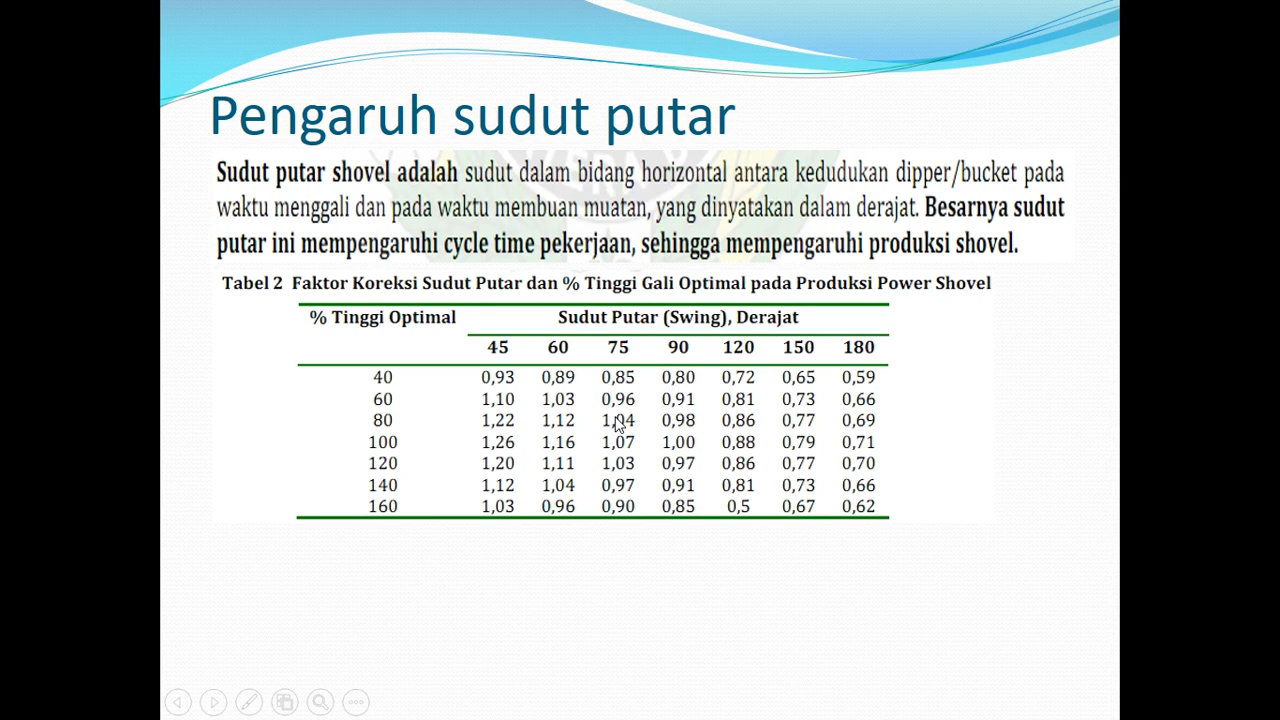 Pengaruh sudut putar
Sudut putar shovel adalah sudut dalam bidang horizontal antara kedudukan dipper/bucket pada
waktu menggali dan pada waktu membuan muatan, yang dinyatakan dalam derajat. Besarnya sudut
putar ini mempengaruhi cycle time pekerjaan, sehingga mempengaruhi produksi shovel.
Tabel 2 Faktor Koreksi Sudut Putar dan % Tinggi Gali Optimal pada Produksi Power Shovel
% Tinggi Optimal Sudut Putar (Swing), Derajat
45 60 75 90 120 150 180
40 0,93 0,89 0,85 0,80 0,72 0,65 0,59
60 1,10 1,03 0,96 0,91 0,81 0,73 0,66
80 1,22 1,12 1,04 0,98 0,86 0,77 0,69
100 1,26 1,16 1,07 1,00 0,88 0,79 0,71
120 1,20 1,11 1,03 0,97 0,86 0,77 0,70
140 1,12 1,04 0,97 0,91 0,81 0,73 0,66
160 1,03 0,96 0,90 0,85 0,5 0,67 0,62